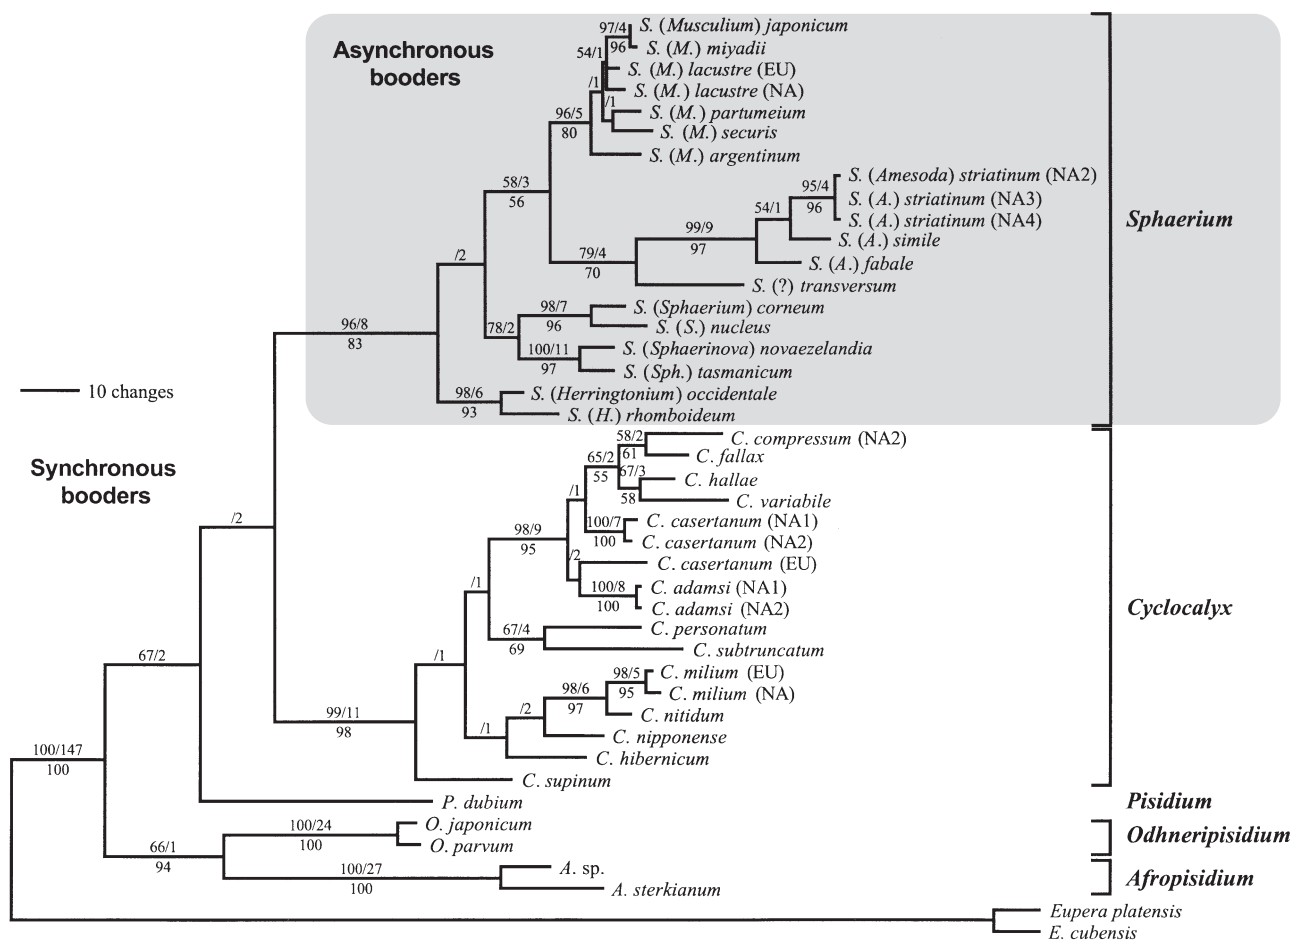 Asynchronous
booders
97/4
S. (Musculium) japonicum
96
S. (M.) miyadii
54/1
S. (M.) lacustre (EU)
/1
S. (M.) lacustre (NA)
/1
96/5
S. (M.) partumeium
80
S. (M.) securis
S. (M.) argentinum
58/3
56
95/4
S. (Amesoda) striatinum (NA2)
96
S. (A.) striatinum (NA3)
54/1
S. (A.) striatinum (NA4)
Sphaerium
99/9
97
S. (A.) simile
79/4
70
S. (A.) fabale
/2
S. (?) transversum
98/7
96
S. (Sphaerium) corneum
78/2
S. (S.) nucleus
96/8
83
100/11
97
S. (Sphaerinova) novaezelandia
S. (Sph.) tasmanicum
10 changes
98/6
93
S. (Herringtonium) occidentale
S. (H.) rhomboideum
Synchronous
booders
58/2
61
C. compressum (NA2)
65/2
55
C. fallax
67/3
58
C. hallae
/1
C. variabile
100/7
100
C. casertanum (NA1)
/2
98/9
95
C. casertanum (NA2)
/2
C. casertanum (EU)
/1
100/8
100
C. adamsi (NA1)
C. adamsi (NA2)
Cyclocalyx
67/4
69
C. personatum
C. subtruncatum
67/2
/1
98/5
95
C. milium (EU)
98/6
97
C. milium (NA)
99/11
98
/2
C. nitidum
/1
C. nipponense
100/147
100
C. hibernicum
C. supinum
P. dubium
Pisidium
100/24
100
O. japonicum
Odhneripisidium
66/1
94
O. parvum
100/27
100
A. sp.
Afropisidium
A. sterkianum
Eupera platensis
E. cubensis